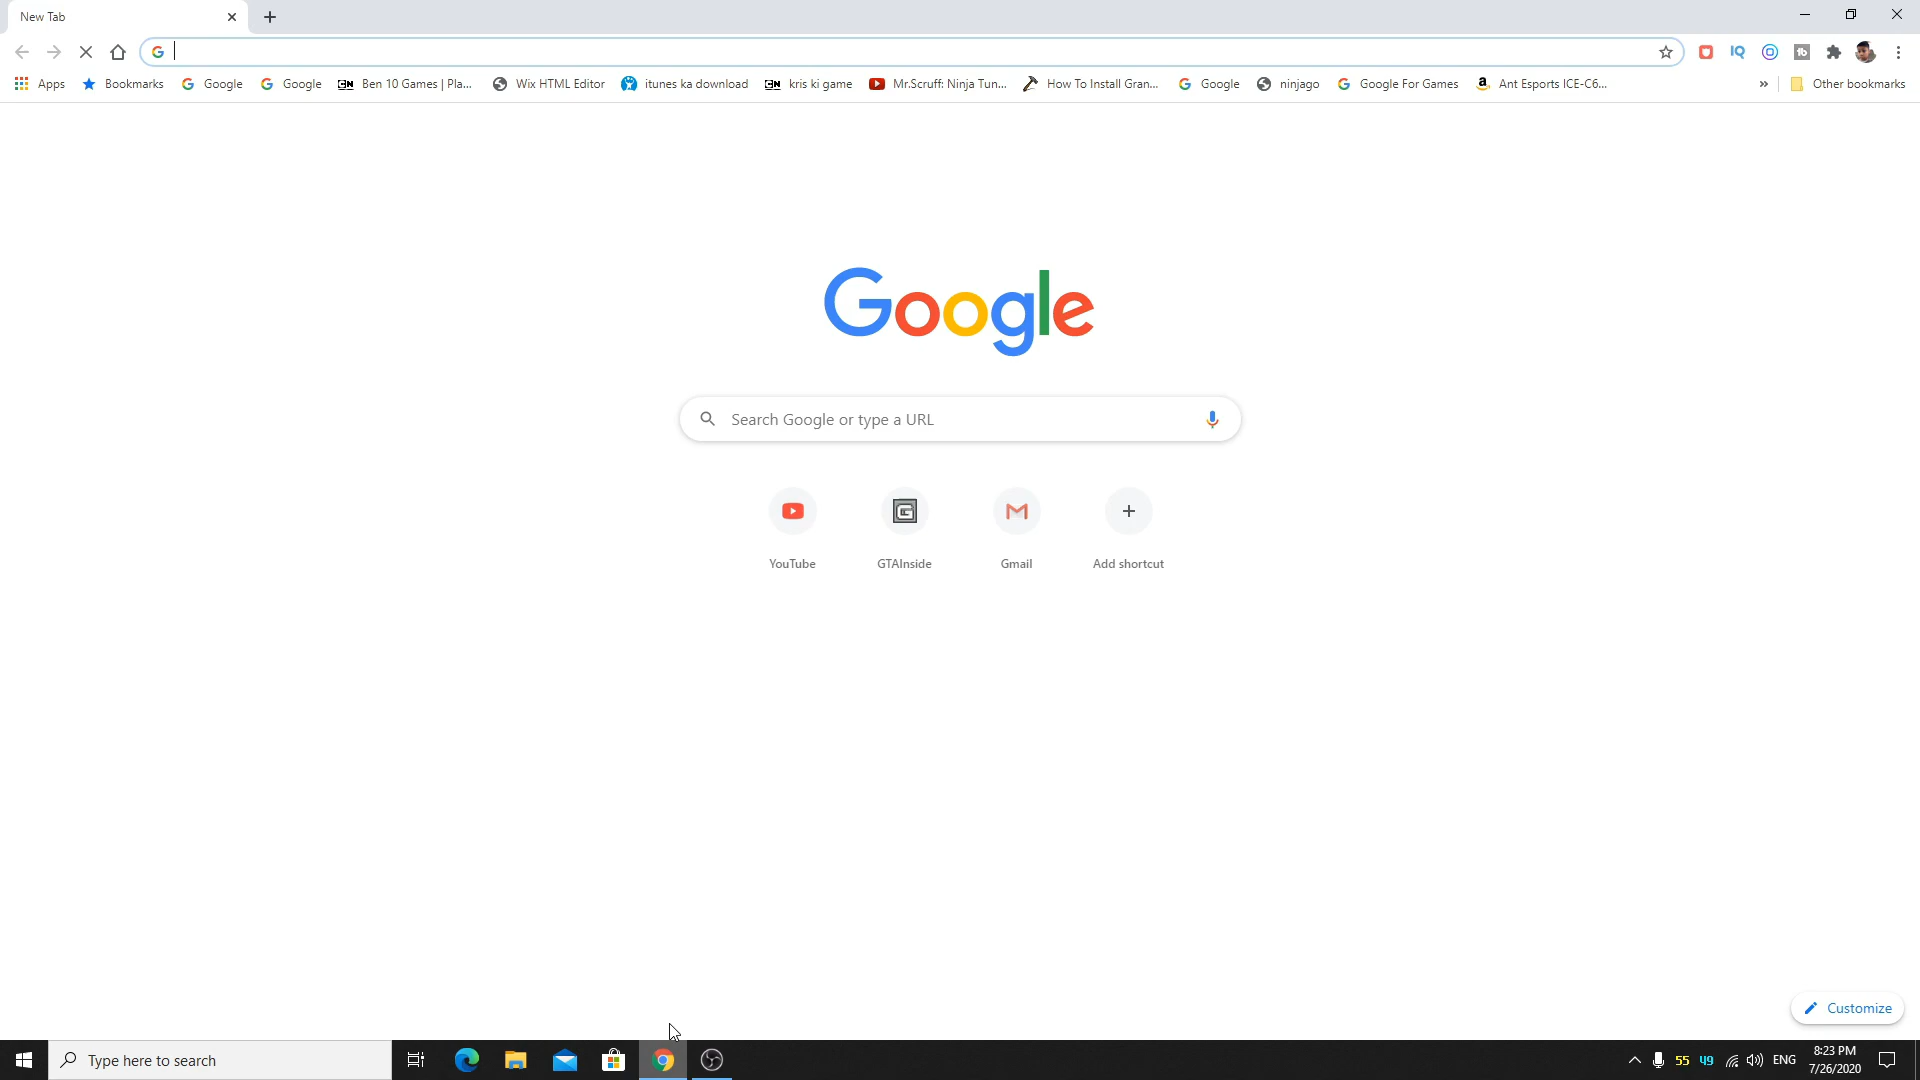 New Tab
Apps Bookmarks Google Google Ben 10 Games | Pla... Wix HTML Editor itunes ka download kris ki game Mr.Scruff: Ninja Tun... How To Install Gran... Google ninjago Google For Games Ant Esports ICE-C6... » Other bookmarks
Google
Search Google or type a URL
YouTube GTAInside Gmail Add shortcut
Customize
Type here to search
55 49 ENG 8:23 PM
7/26/2020